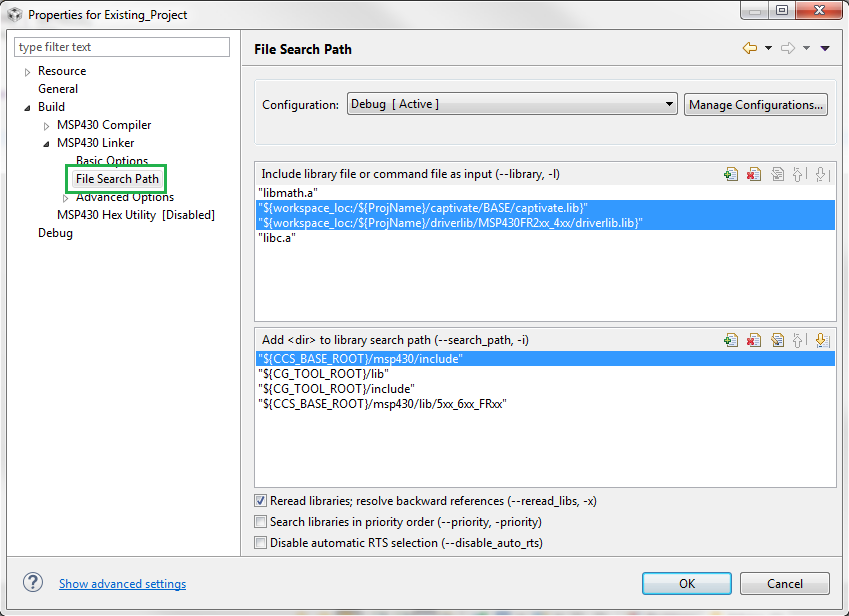 Properties for Existing_Project
type filter text
Resource
General
Build
MSP430 Compiler
MSP430 Linker
Basic Options
File Search Path
Advanced Options
MSP430 Hex Utility [Disabled]
Debug
File Search Path
Configuration:
Debug [ Active ]
Manage Configurations...
Include library file or command file as input (--library, -l)
"libmath.a"
"${workspace_loc:/${ProjName}/captivate/BASE/captivate.lib}"
"${workspace_loc:/${ProjName}/driverlib/MSP430FR2xx_4xx/driverlib.lib}"
"libc.a"
Add <dir> to library search path (--search_path, -i)
"${CCS_BASE_ROOT}/msp430/include"
"${CG_TOOL_ROOT}/lib"
"${CG_TOOL_ROOT}/include"
"${CCS_BASE_ROOT}/msp430/lib/5xx_6xx_FRxx"
Reread libraries; resolve backward references (--reread_libs, -x)
Search libraries in priority order (--priority, -priority)
Disable automatic RTS selection (--disable_auto_rts)
Show advanced settings
OK
Cancel